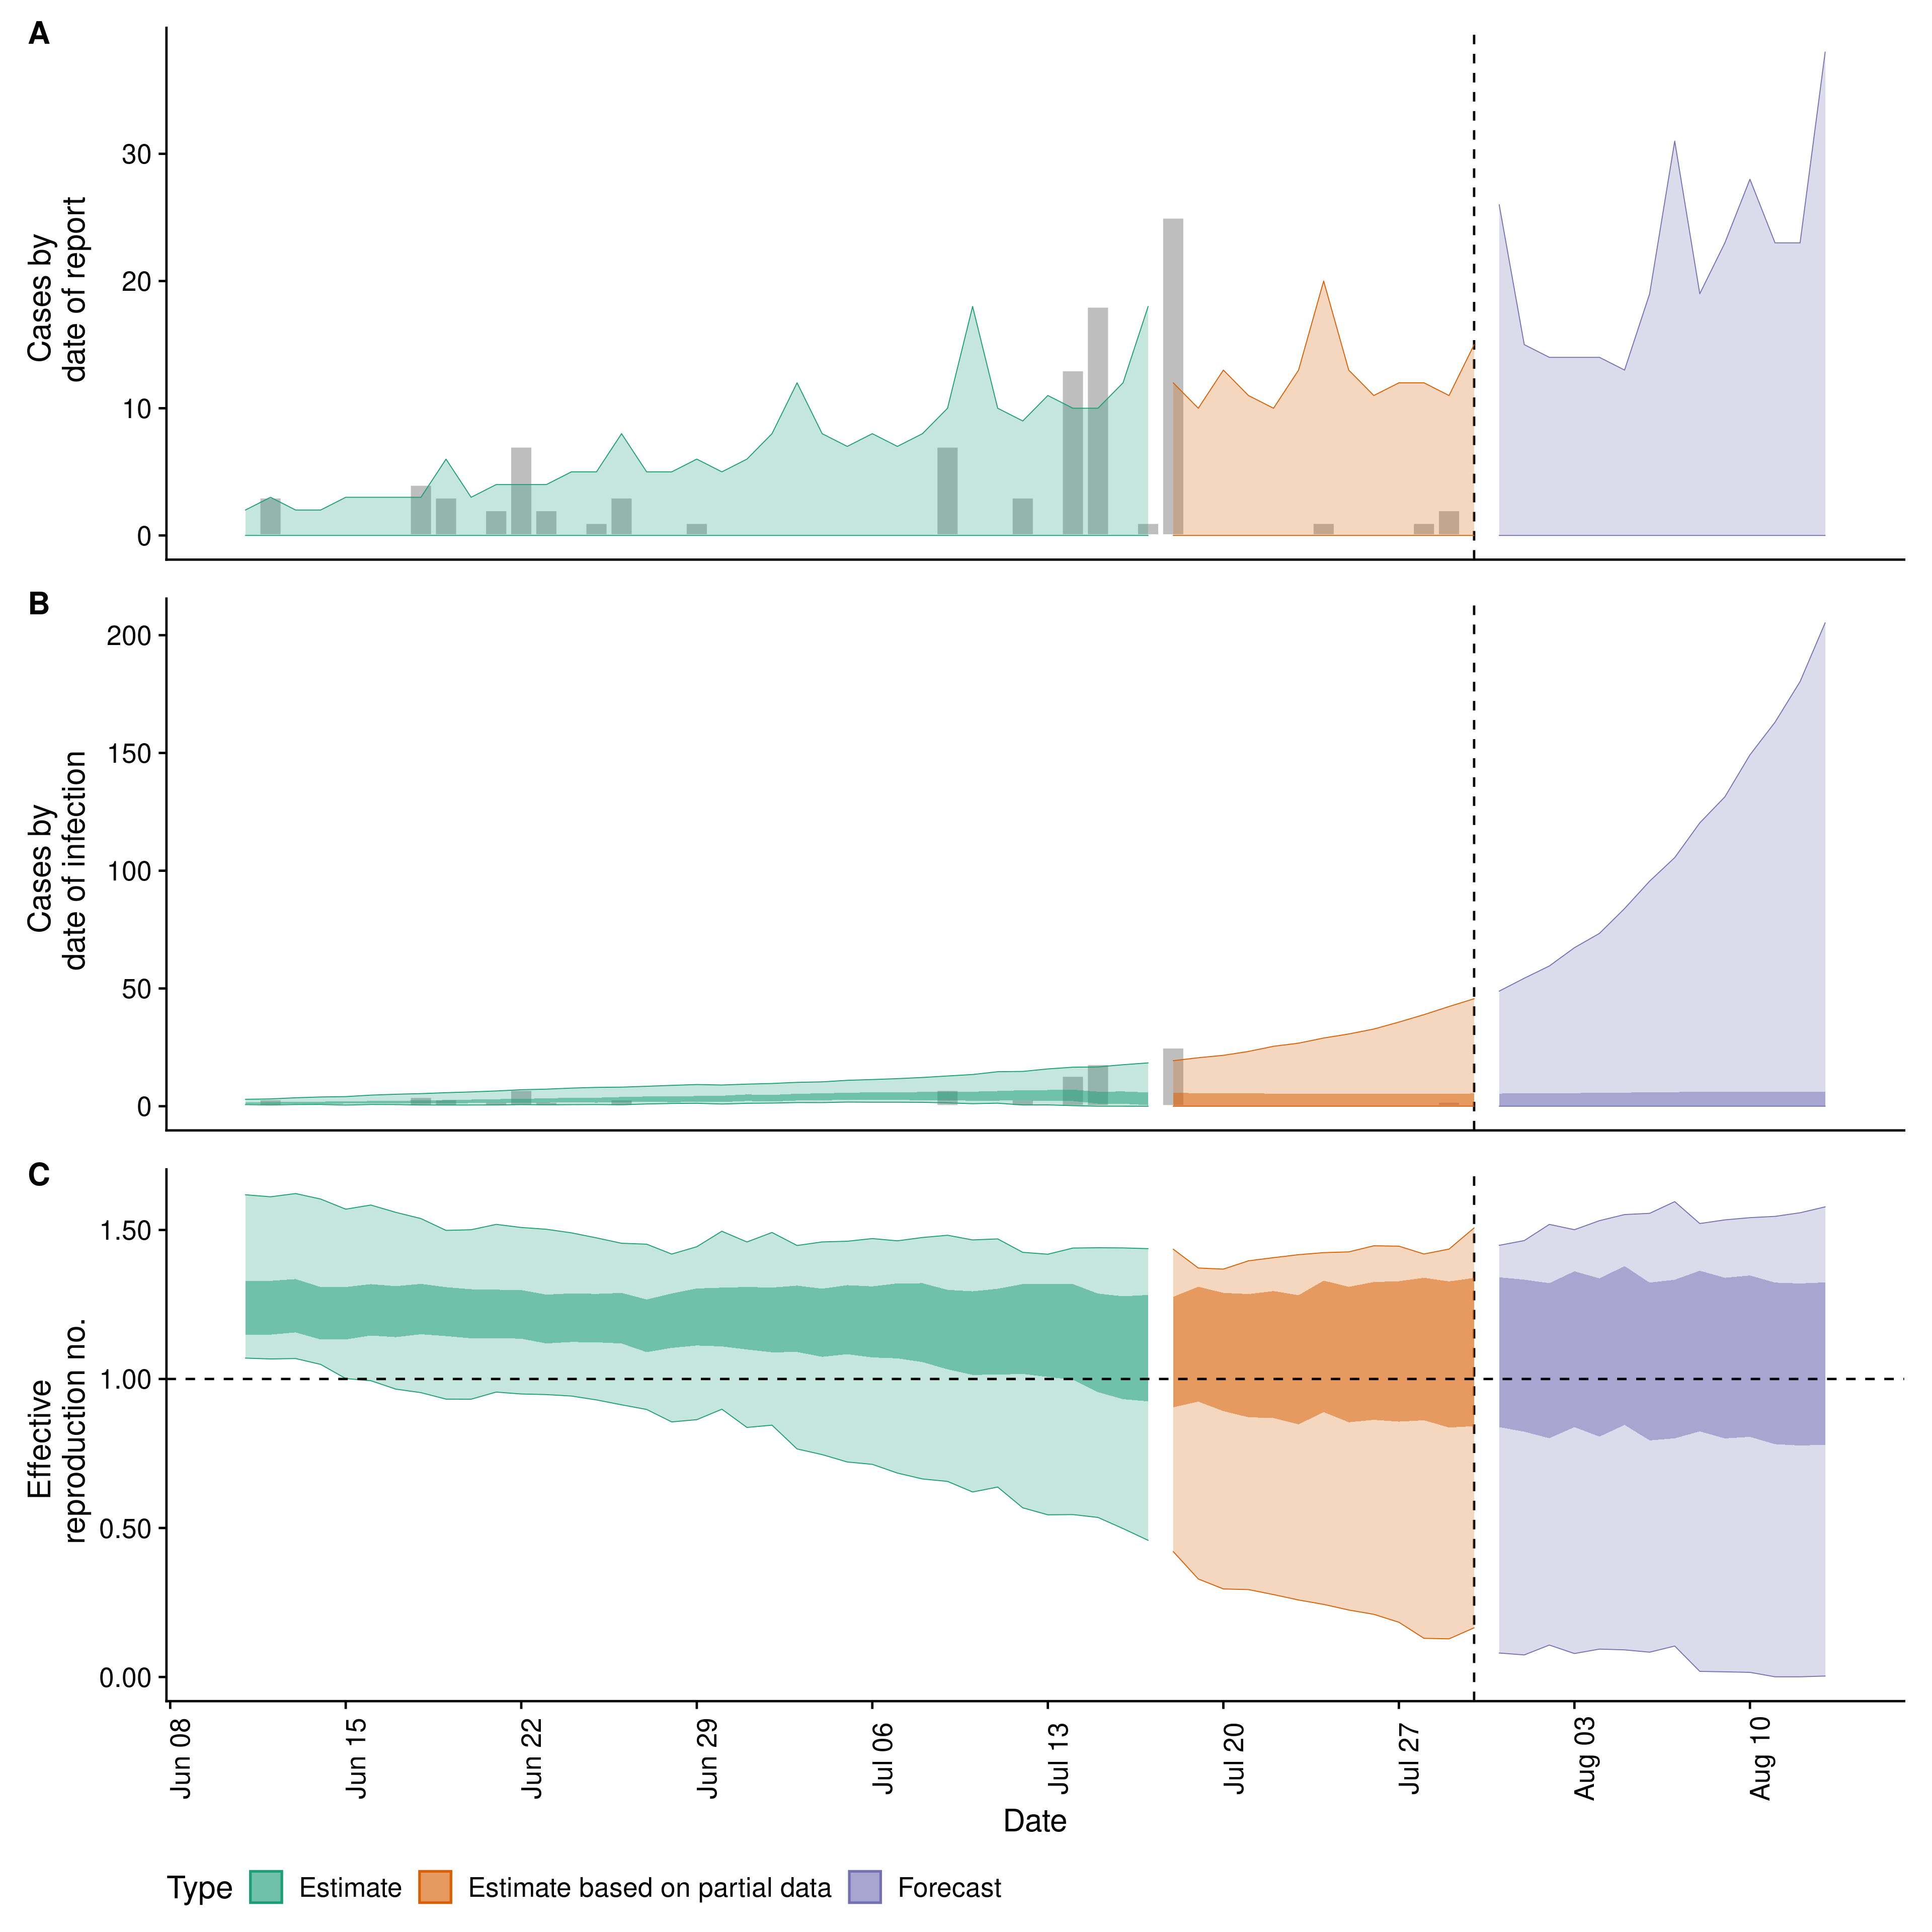 A
Cases by
date of report
30
20
10
0
B
Cases by
date of infection
200
150
100
50
0
C
Effective
reproduction no.
1.50
1.00
0.50
0.00
Jun 08
Jun 15
Jun 22
Jun 29
Jul 06
Jul 13
Jul 20
Jul 27
Aug 03
Aug 10
Date
Type Estimate Estimate based on partial data Forecast